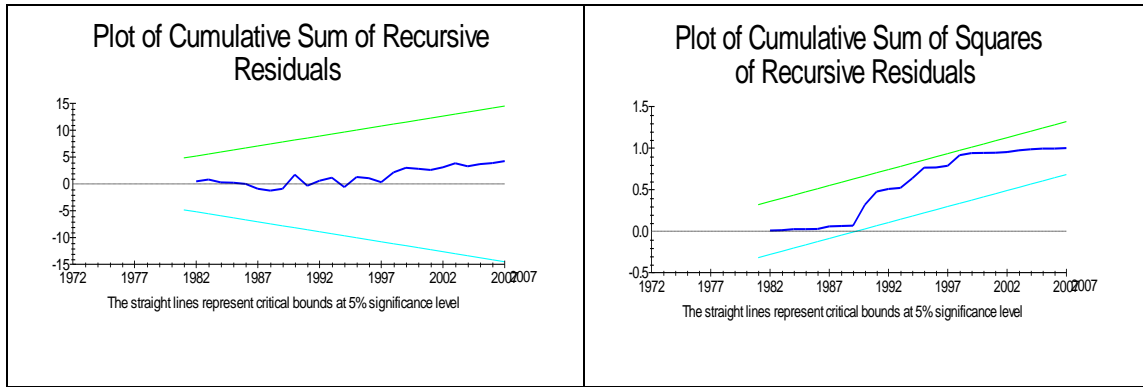 Plot of Cumulative Sum of Recursive
Residuals
15
10
5
0
-5
-10
-15
1972 1977 1982 1987 1992 1997 2002 2007 2007
The straight lines represent critical bounds at 5% significance level
Plot of Cumulative Sum of Squares
of Recursive Residuals
1.5
1.0
0.5
0.0
-0.5
1972 1977 1982 1987 1992 1997 2002 2007 2007
The straight lines represent critical bounds at 5% significance level